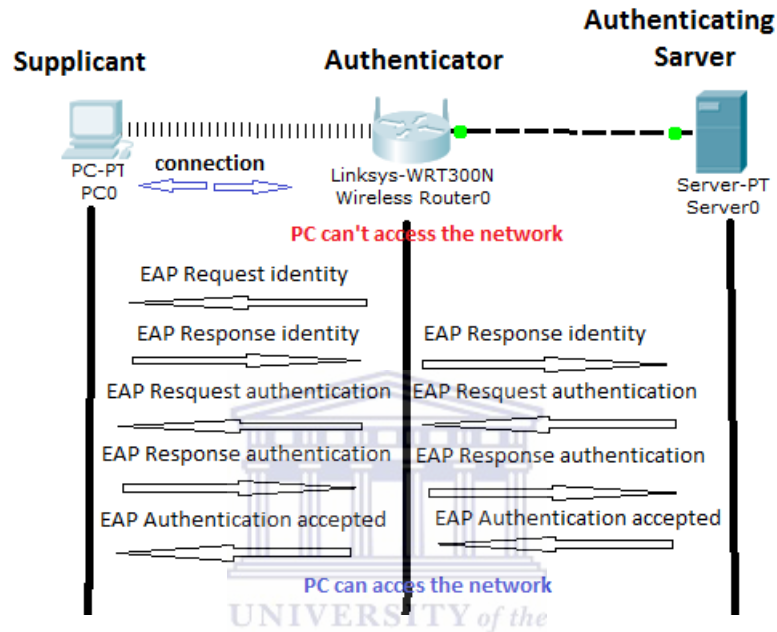 Authenticating
Supplicant Authenticator Sarver
connection
PC-PT
PC0
Linksys-WRT300N
Wireless Router0
Server-PT
Server0
PC can't access the network
EAP Request identity
EAP Response identity EAP Response identity
EAP Resquest authentication EAP Resquest authentication
EAP Response authentication EAP Response authentication
EAP Authentication accepted EAP Authentication accepted
PC can acces the network
UNIVERSITY of the